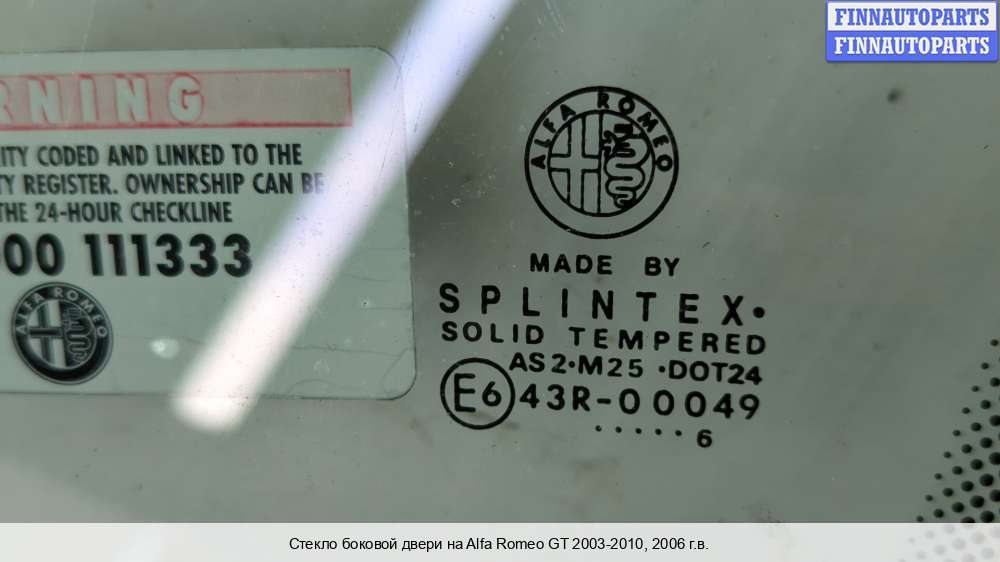 FINNAUTOPARTS
FINNAUTOPARTS
RNING
ITY CODED AND LINKED TO THE
TY REGISTER. OWNERSHIP CAN BE
THE 24-HOUR CHECKLINE
00 111333
ALFA ROMEO
ALFA ROMEO
MADE BY
SPLINTEX.
SOLID TEMPERED
AS2·M25 ·DOT24
E6 43R-00049
.....6
Стекло боковой двери на Alfa Romeo GT 2003-2010, 2006 г.в.